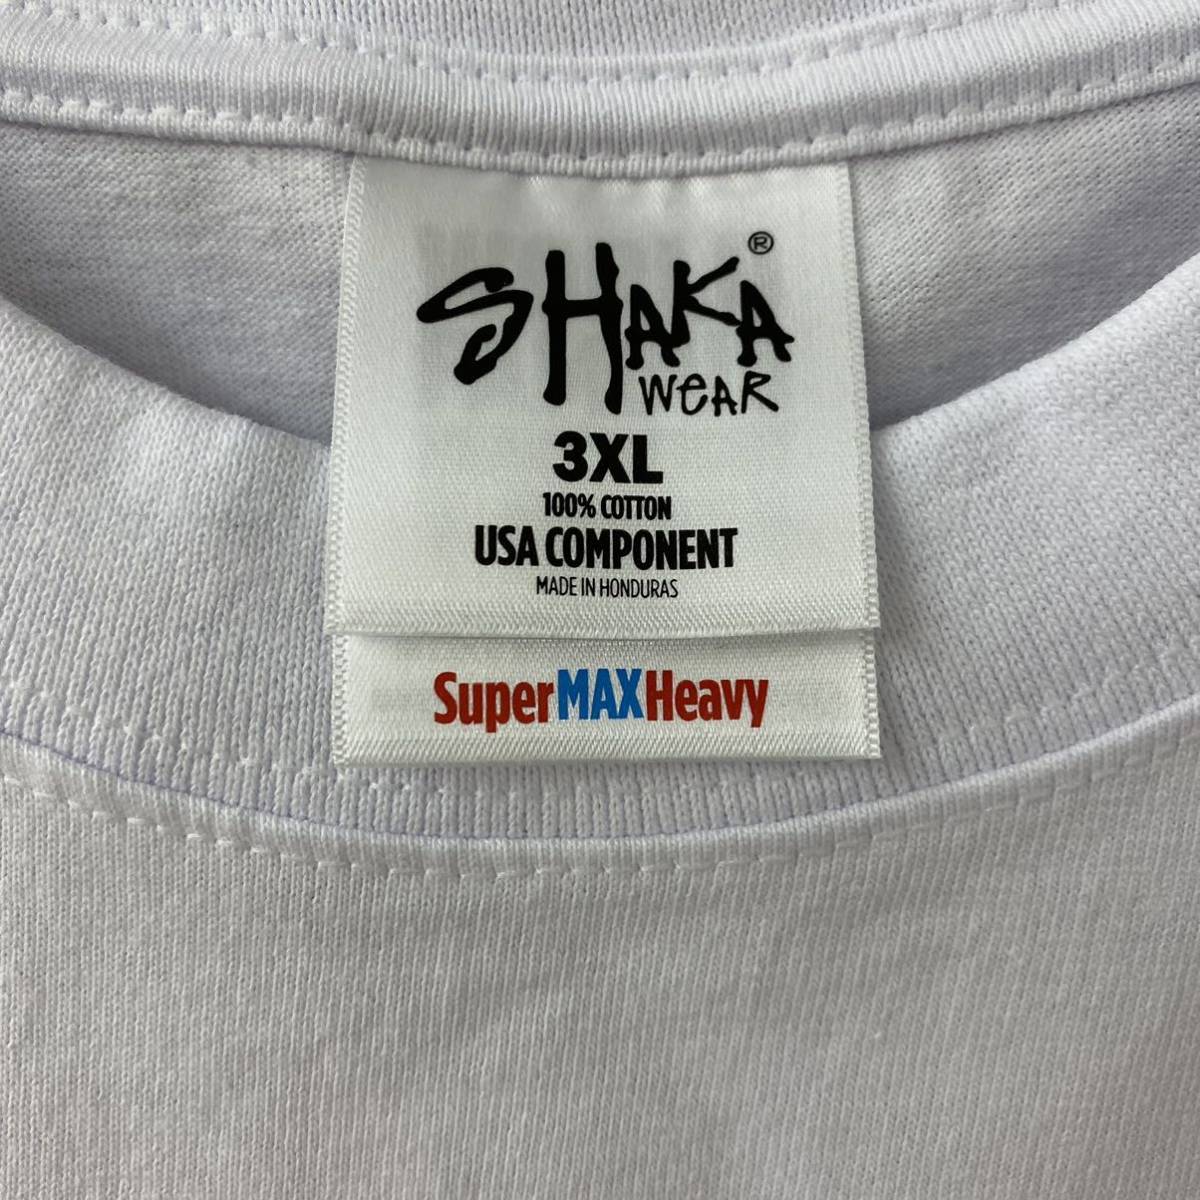 SHAKA ®
WeAR
3XL
100% COTTON
USA COMPONENT
MADE IN HONDURAS
SuperMAXHeavy